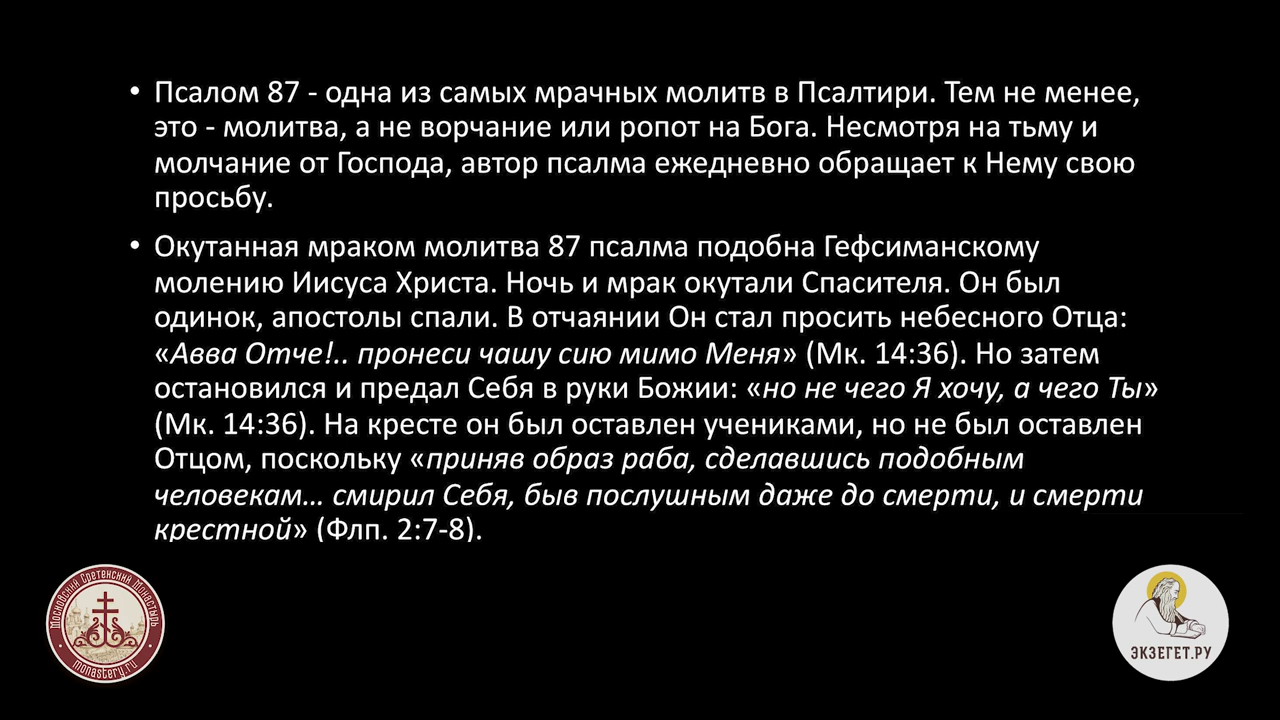 • Псалом 87 - одна из самых мрачных молитв в Псалтири. Тем не менее,
это - молитва, а не ворчание или ропот на Бога. Несмотря на тьму и
молчание от Господа, автор псалма ежедневно обращает к Нему свою
просьбу.
• Окутанная мраком молитва 87 псалма подобна Гефсиманскому
молению Иисуса Христа. Ночь и мрак окутали Спасителя. Он был
одинок, апостолы спали. В отчаянии Он стал просить небесного Отца:
«Авва Отче!.. пронеси чашу сию мимо Меня» (Мк. 14:36). Но затем
остановился и предал Себя в руки Божии: «но не чего Я хочу, а чего Ты»
(Мк. 14:36). На кресте он был оставлен учениками, но не был оставлен
Отцом, поскольку «приняв образ раба, сделавшись подобным
человекам… смирил Себя, быв послушным даже до смерти, и смерти
крестной» (Флп. 2:7-8).
Московский Сретенский Монастырь
monastery.ru
ЭКЗЕГЕТ.РУ